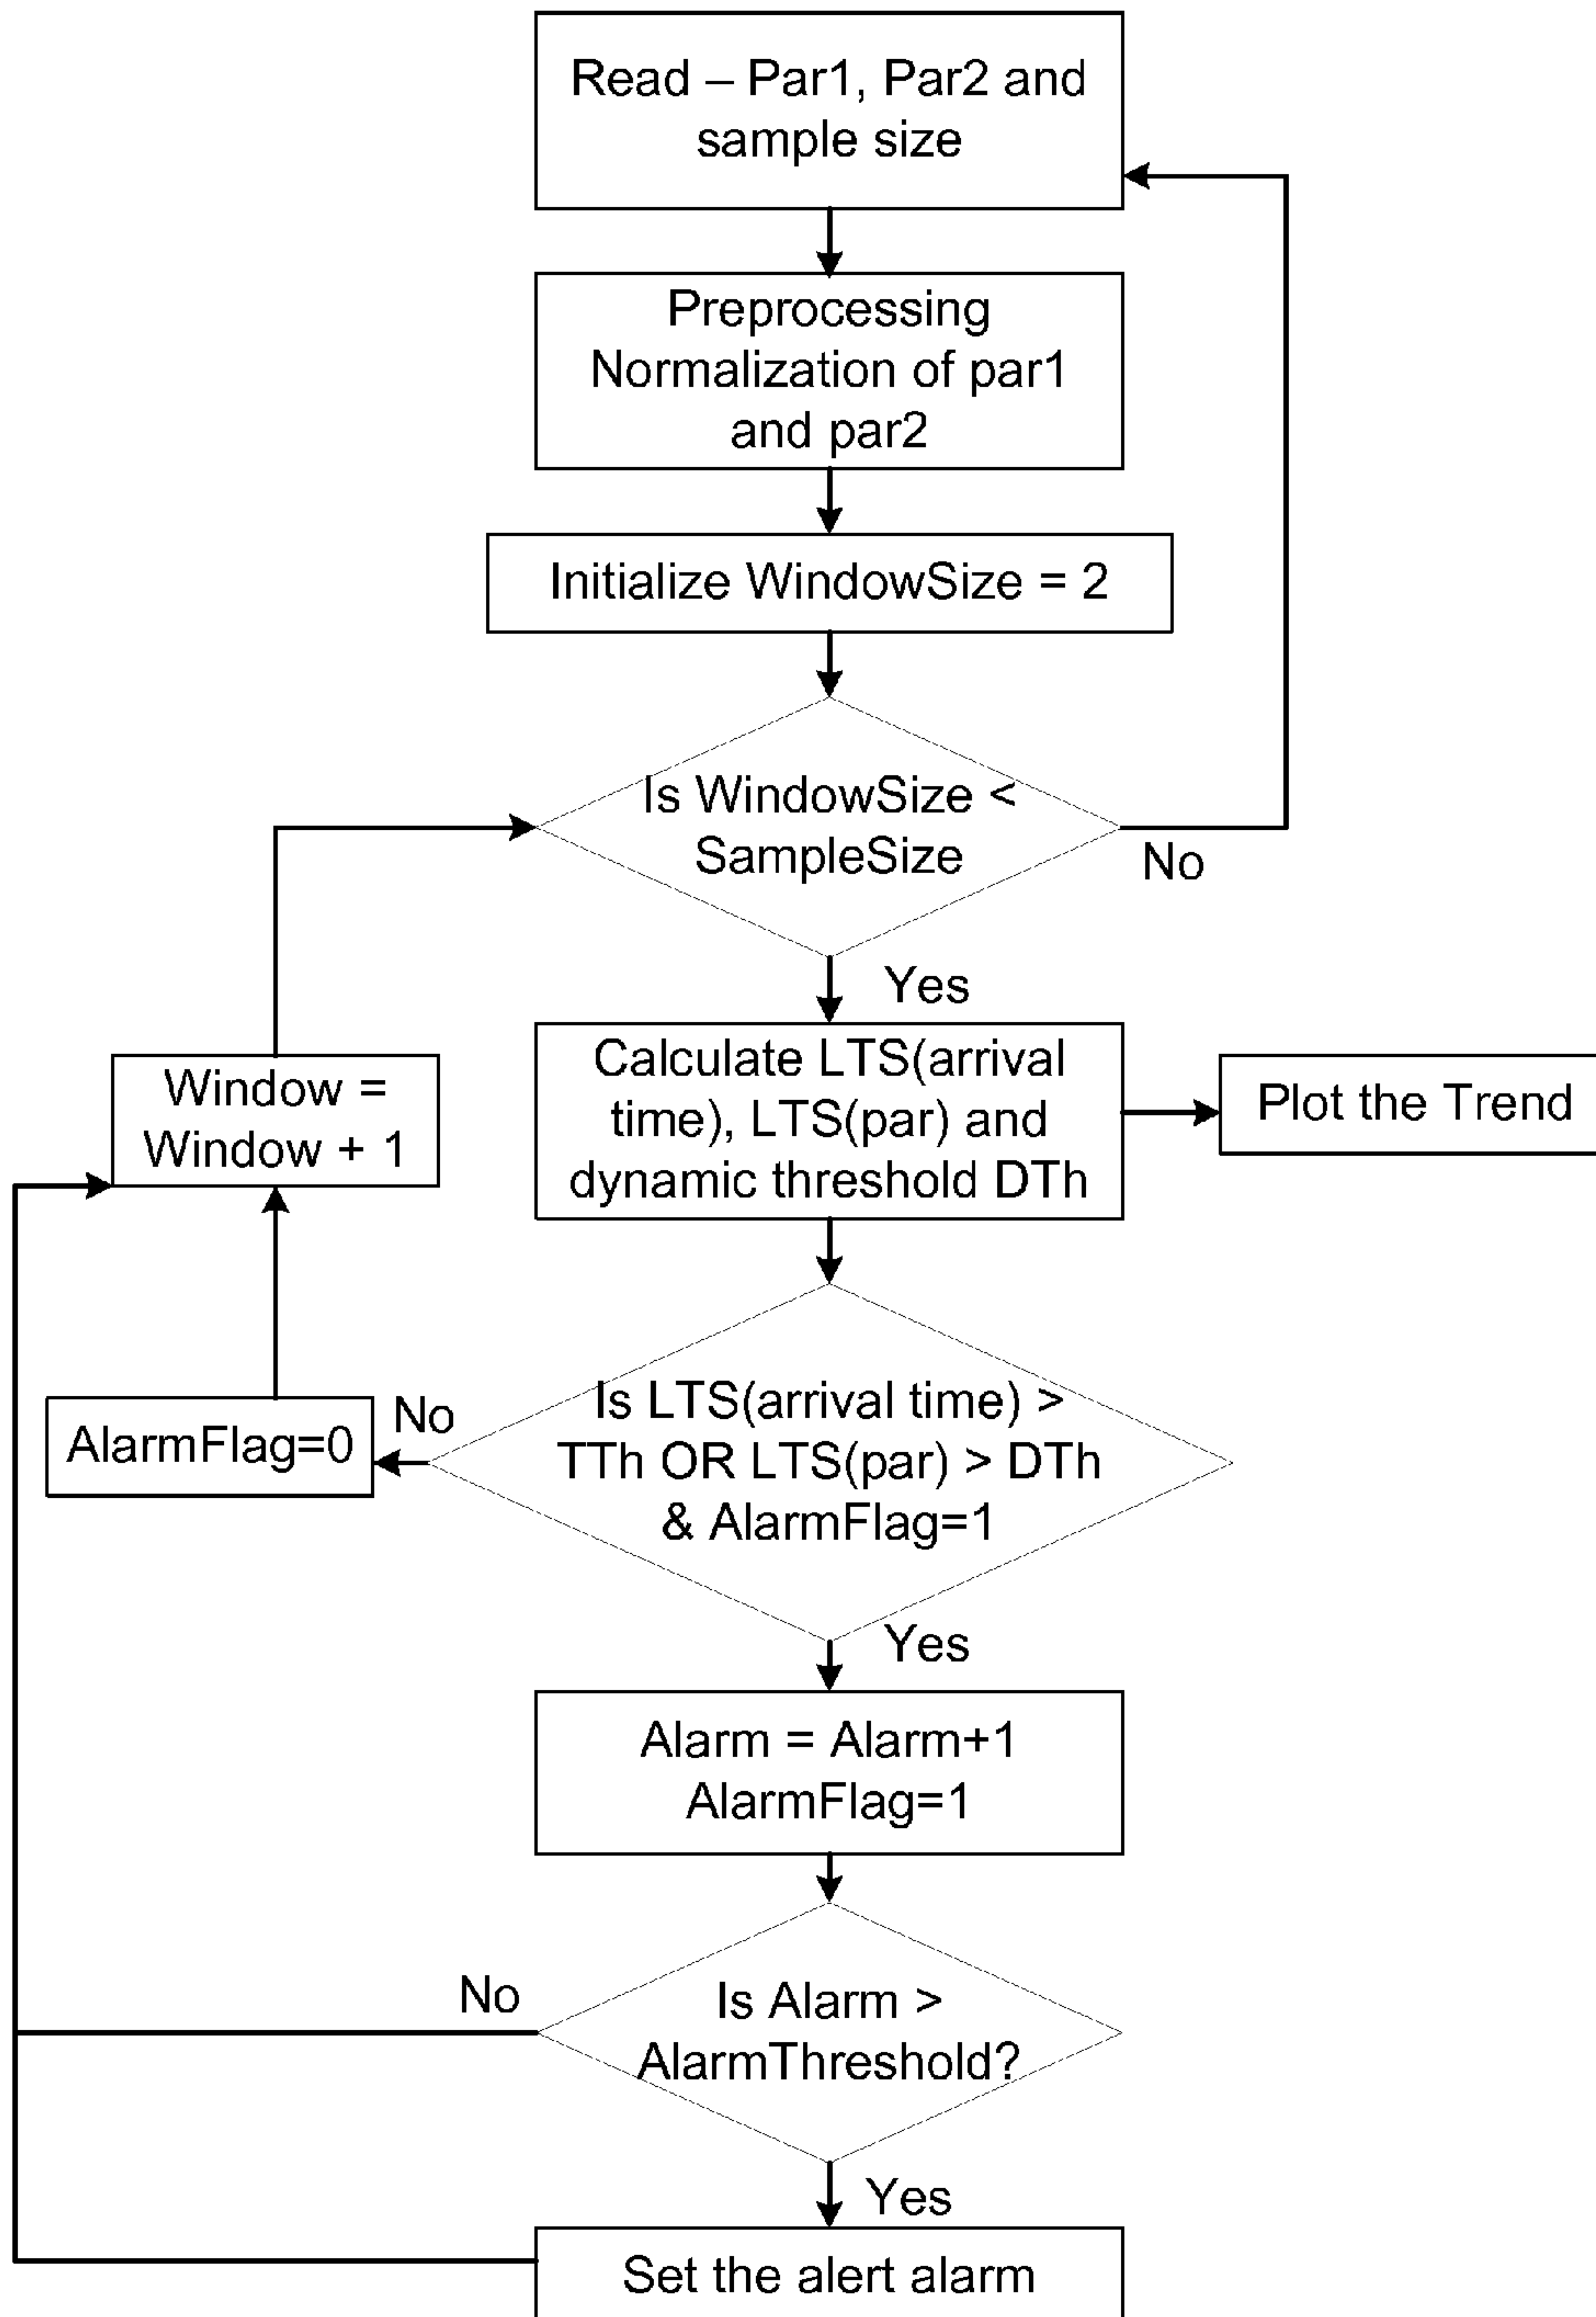 Read – Par1, Par2 and
sample size
Preprocessing
Normalization of par1
and par2
Initialize WindowSize = 2
Is WindowSize <
SampleSize
No
Yes
Calculate LTS(arrival
time), LTS(par) and
dynamic threshold DTh
Plot the Trend
Window =
Window + 1
Is LTS(arrival time) >
TTh OR LTS(par) > DTh
& AlarmFlag=1
No
AlarmFlag=0
Yes
Alarm = Alarm+1
AlarmFlag=1
Is Alarm >
AlarmThreshold?
No
Yes
Set the alert alarm